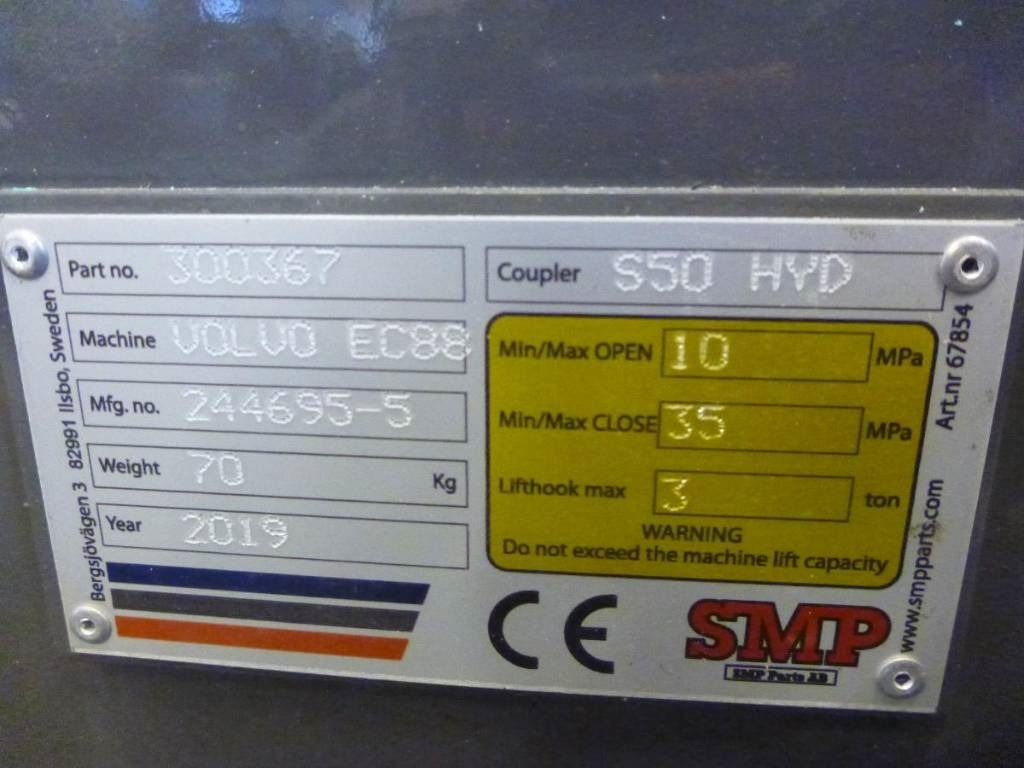 Part no. 300367
Machine VOLVO EC88
Mfg. no. 244695-5
Weight 70 Kg
Year 2019
Coupler S50 HYD
Min/Max OPEN 10 MPa
Min/Max CLOSE 35 MPa
Lifthook max 3 ton
WARNING
Do not exceed the machine lift capacity
CE
SMP
SMP Parts AB
Bergsjövägen 3 82991 Ilsbo, Sweden
www.smpparts.com Art.nr 67854